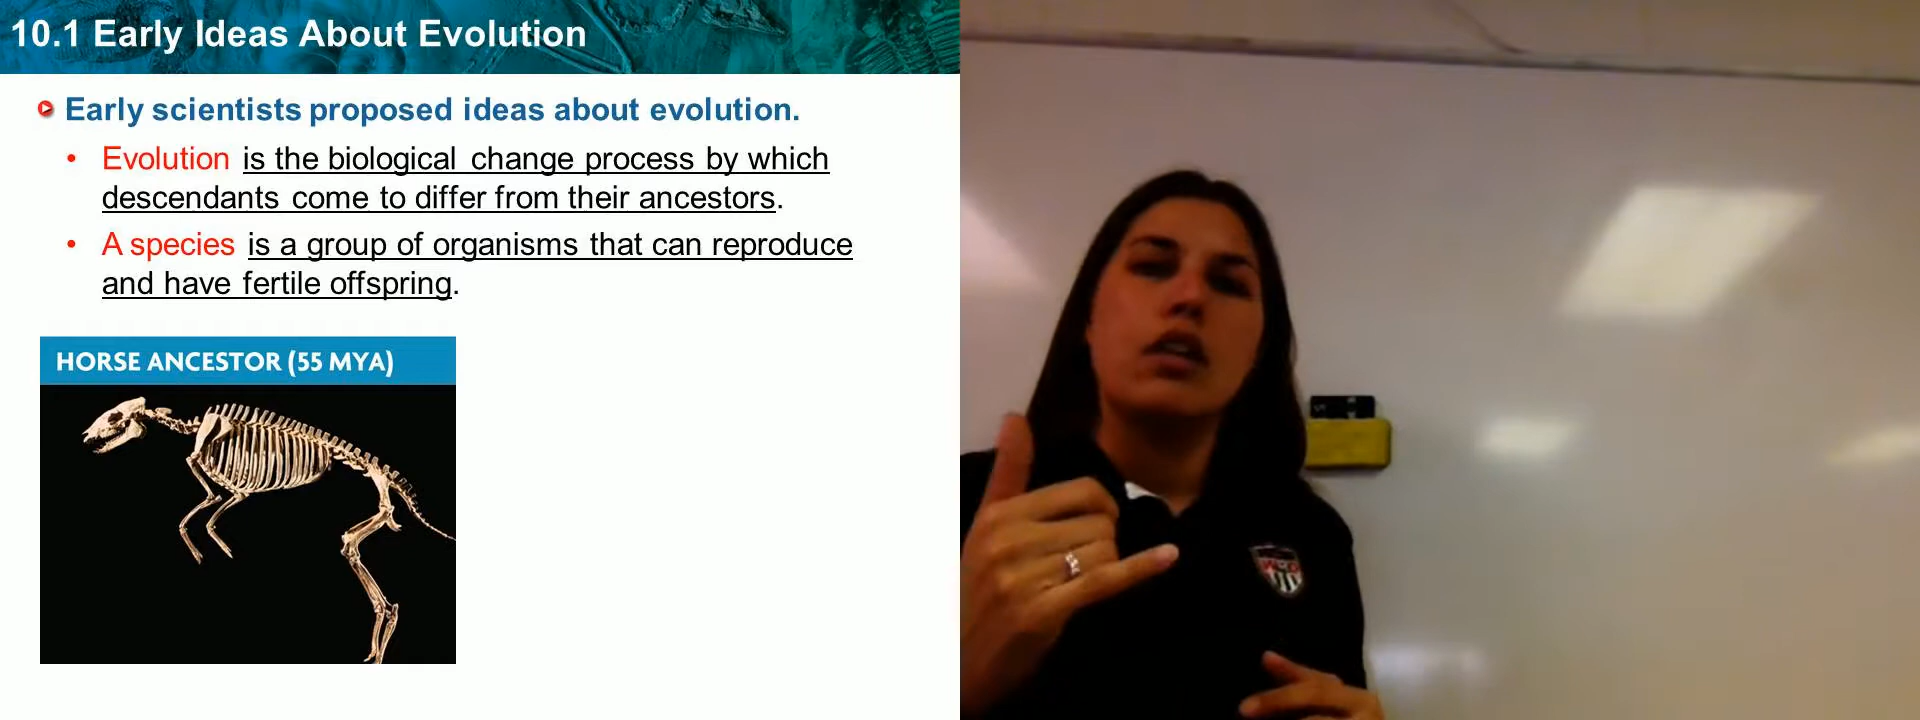 10.1 Early Ideas About Evolution
Early scientists proposed ideas about evolution.
• Evolution is the biological change process by which
descendants come to differ from their ancestors.
• A species is a group of organisms that can reproduce
and have fertile offspring.
HORSE ANCESTOR (55 MYA)